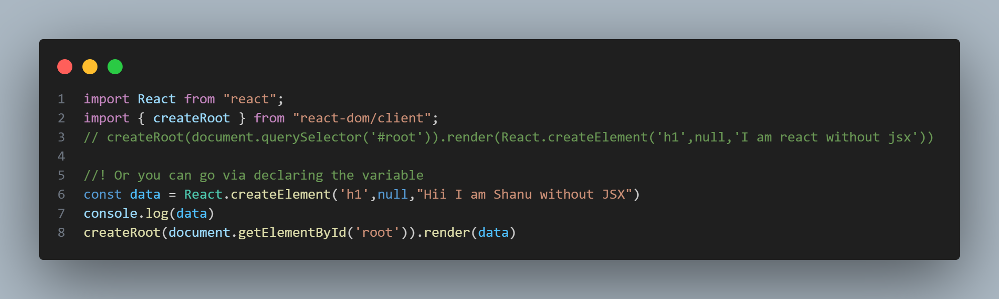 1 import React from "react";
2 import { createRoot } from "react-dom/client";
3 // createRoot(document.querySelector('#root')).render(React.createElement('h1',null,'I am react without jsx'))
4
5 //! Or you can go via declaring the variable
6 const data = React.createElement('h1',null,"Hii I am Shanu without JSX")
7 console.log(data)
8 createRoot(document.getElementById('root')).render(data)